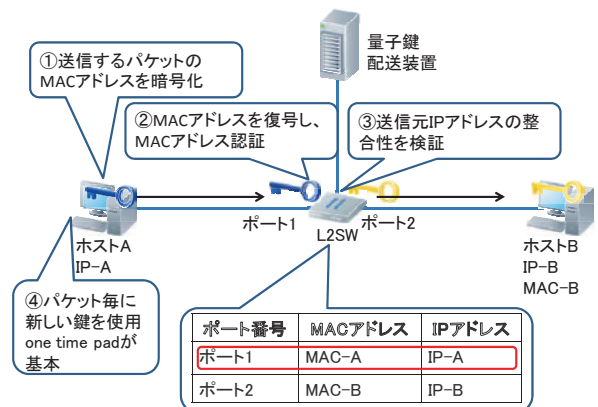 ①送信するパケットの
MACアドレスを暗号化
量子鍵
配送装置
②MACアドレスを復号し、
MACアドレス認証
③送信元IPアドレスの整
合性を検証
ポート1
ポート2
L2SW
ホストA
IP-A
ホストB
IP-B
MAC-B
④パケット毎に
新しい鍵を使用
one time padが
基本
ポート番号 MACアドレス IPアドレス
ポート1 MAC-A IP-A
ポート2 MAC-B IP-B